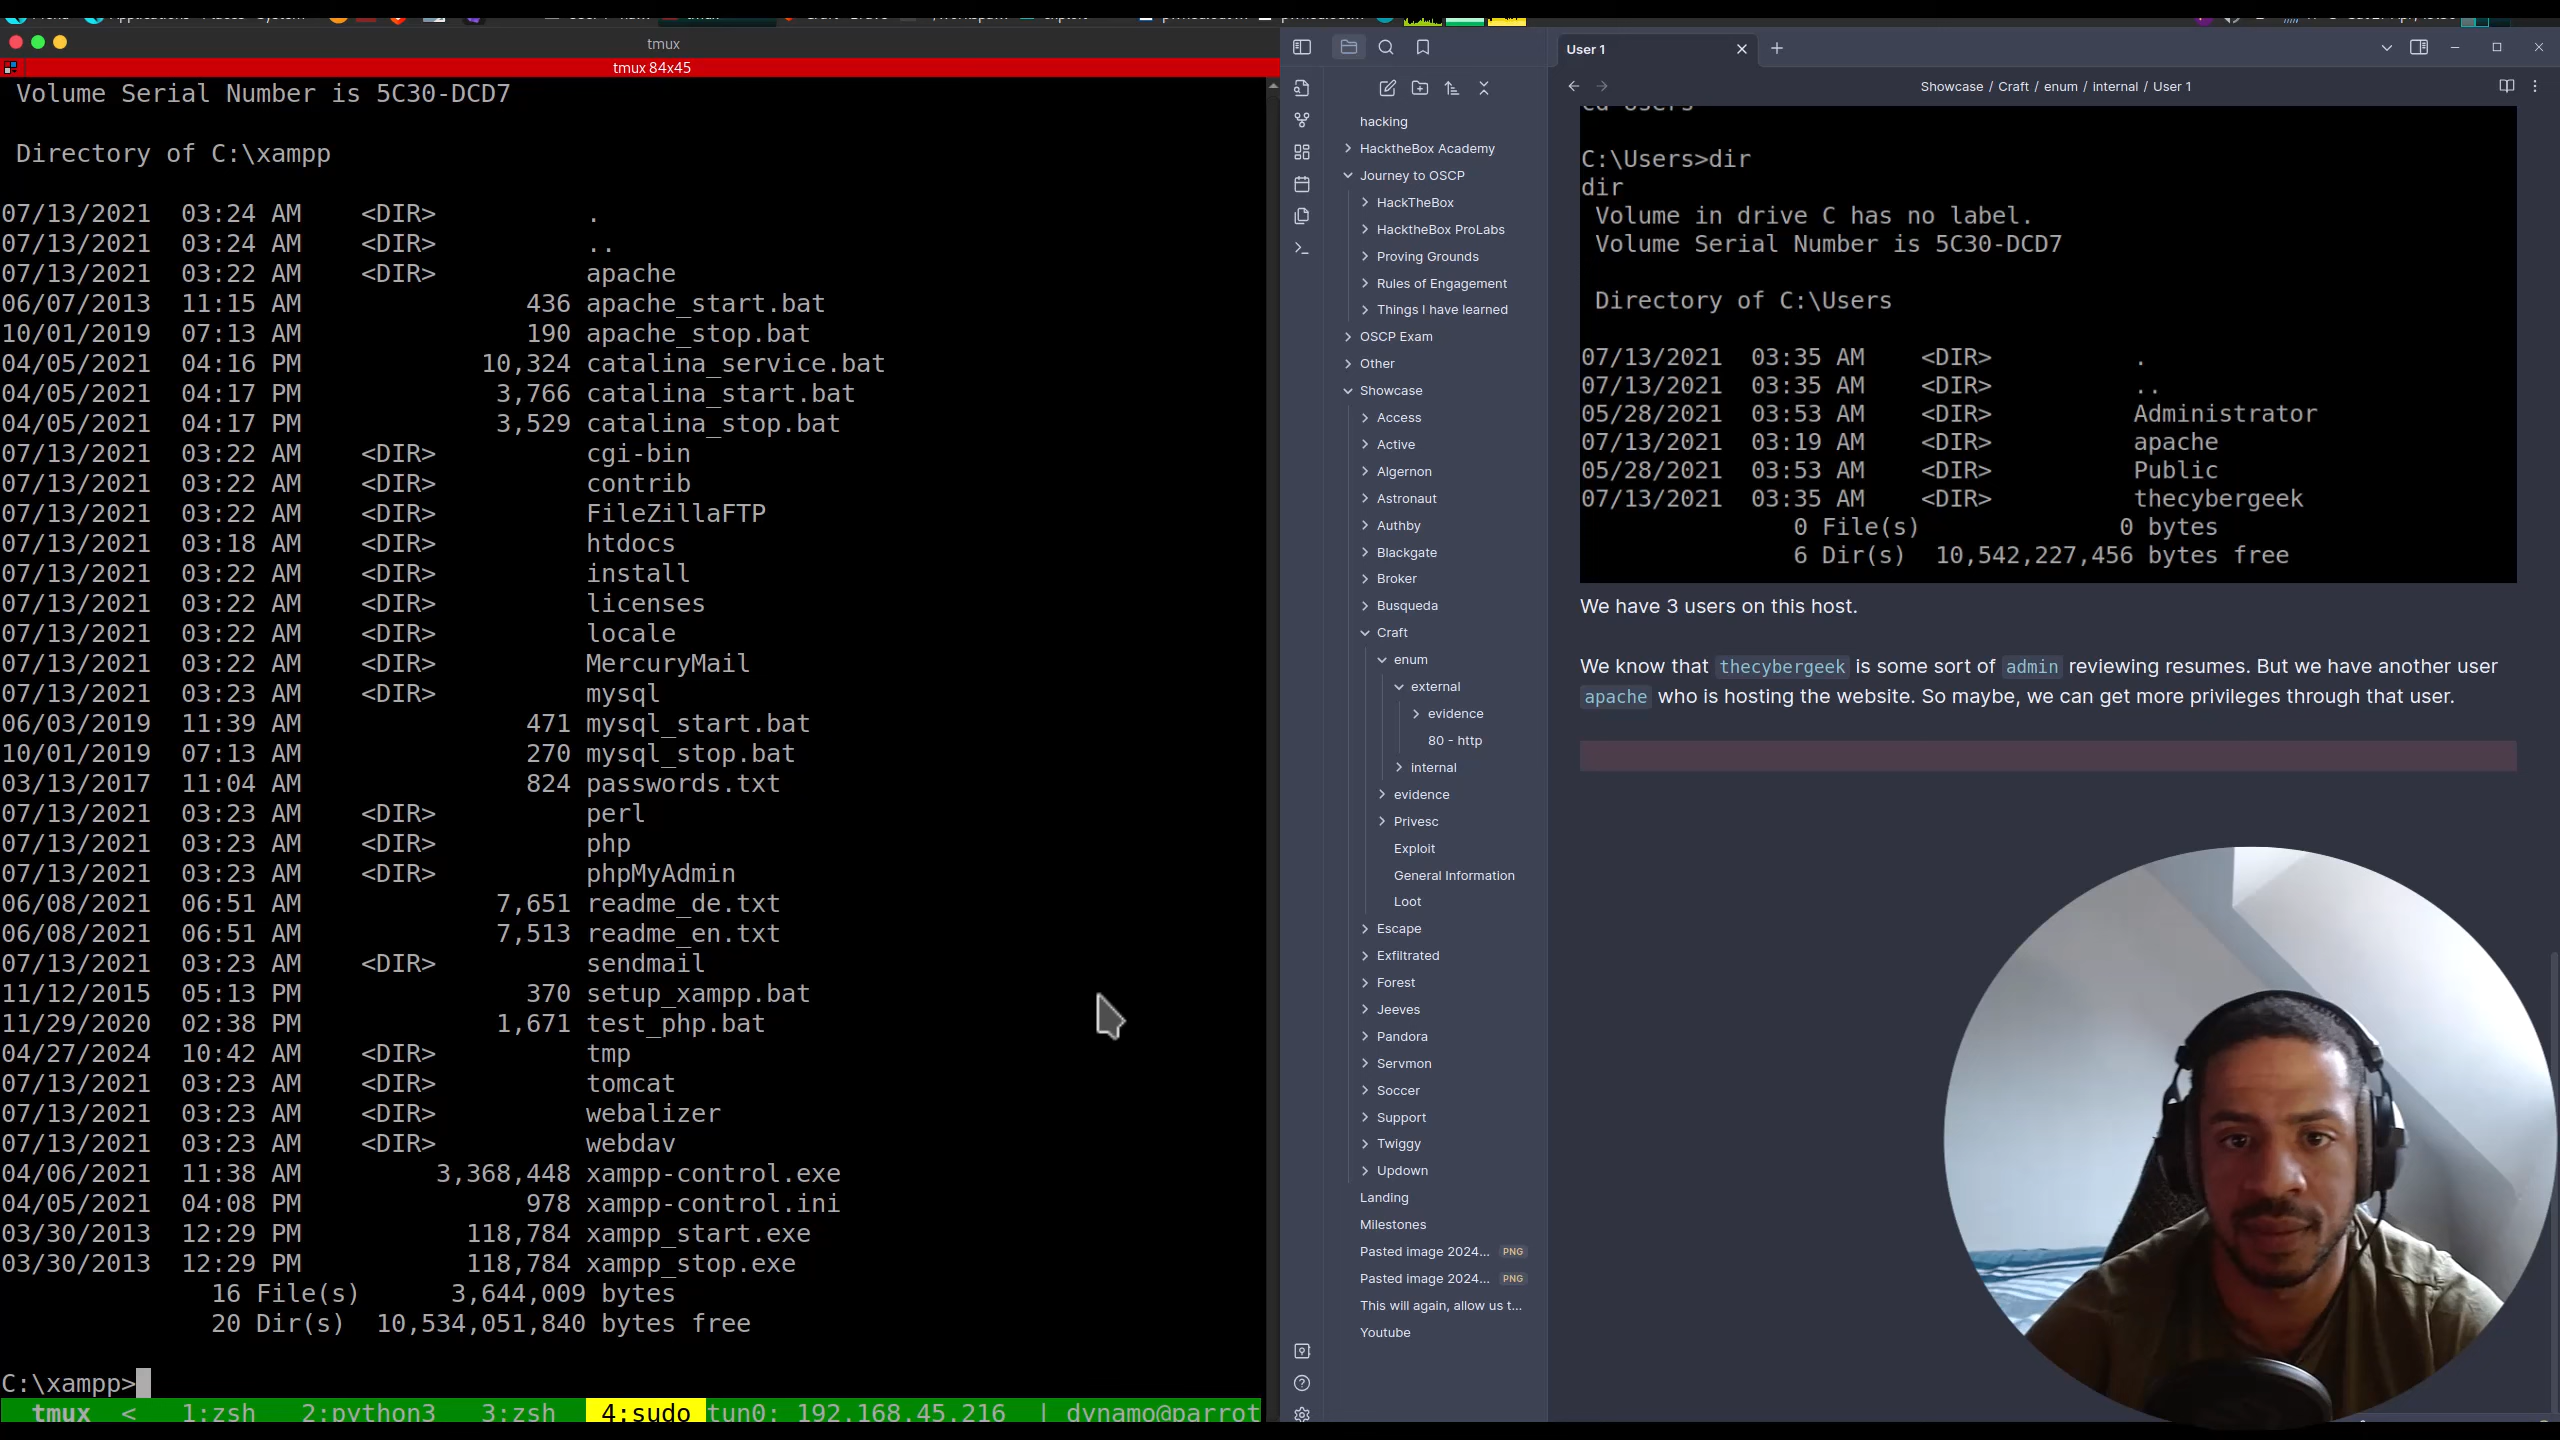 tmux
tmux 84x45
Volume Serial Number is 5C30-DCD7
Directory of C:\xampp
07/13/2021  03:24 AM    <DIR>          .
07/13/2021  03:24 AM    <DIR>          ..
07/13/2021  03:22 AM    <DIR>          apache
06/07/2013  11:15 AM               436 apache_start.bat
10/01/2019  07:13 AM               190 apache_stop.bat
04/05/2021  04:16 PM            10,324 catalina_service.bat
04/05/2021  04:17 PM             3,766 catalina_start.bat
04/05/2021  04:17 PM             3,529 catalina_stop.bat
07/13/2021  03:22 AM    <DIR>          cgi-bin
07/13/2021  03:22 AM    <DIR>          contrib
07/13/2021  03:22 AM    <DIR>          FileZillaFTP
07/13/2021  03:18 AM    <DIR>          htdocs
07/13/2021  03:22 AM    <DIR>          install
07/13/2021  03:22 AM    <DIR>          licenses
07/13/2021  03:22 AM    <DIR>          locale
07/13/2021  03:22 AM    <DIR>          MercuryMail
07/13/2021  03:23 AM    <DIR>          mysql
06/03/2019  11:39 AM               471 mysql_start.bat
10/01/2019  07:13 AM               270 mysql_stop.bat
03/13/2017  11:04 AM               824 passwords.txt
07/13/2021  03:23 AM    <DIR>          perl
07/13/2021  03:23 AM    <DIR>          php
07/13/2021  03:23 AM    <DIR>          phpMyAdmin
06/08/2021  06:51 AM             7,651 readme_de.txt
06/08/2021  06:51 AM             7,513 readme_en.txt
07/13/2021  03:23 AM    <DIR>          sendmail
11/12/2015  05:13 PM               370 setup_xampp.bat
11/29/2020  02:38 PM             1,671 test_php.bat
04/27/2024  10:42 AM    <DIR>          tmp
07/13/2021  03:23 AM    <DIR>          tomcat
07/13/2021  03:23 AM    <DIR>          webalizer
07/13/2021  03:23 AM    <DIR>          webdav
04/06/2021  11:38 AM         3,368,448 xampp-control.exe
04/05/2021  04:08 PM               978 xampp-control.ini
03/30/2013  12:29 PM           118,784 xampp_start.exe
03/30/2013  12:29 PM           118,784 xampp_stop.exe
16 File(s)      3,644,009 bytes
20 Dir(s)  10,534,051,840 bytes free
C:\xampp>
tmux  <  1:zsh  2:python3  3:zsh  4:sudo tun0: 192.168.45.216  | dynamo@parrot
hacking
HacktheBox Academy
Journey to OSCP
HackTheBox
HacktheBox ProLabs
Proving Grounds
Rules of Engagement
Things I have learned
OSCP Exam
Other
Showcase
Access
Active
Algernon
Astronaut
Authby
Blackgate
Broker
Busqueda
Craft
enum
external
evidence
80 - http
internal
evidence
Privesc
Exploit
General Information
Loot
Escape
Exfiltrated
Forest
Jeeves
Pandora
Servmon
Soccer
Support
Twiggy
Updown
Landing
Milestones
Pasted image 2024... PNG
Pasted image 2024... PNG
This will again, allow us t...
Youtube
User 1
Showcase / Craft / enum / internal / User 1
cd Users
C:\Users>dir
dir
Volume in drive C has no label.
Volume Serial Number is 5C30-DCD7
Directory of C:\Users
07/13/2021  03:35 AM    <DIR>          .
07/13/2021  03:35 AM    <DIR>          ..
05/28/2021  03:53 AM    <DIR>          Administrator
07/13/2021  03:19 AM    <DIR>          apache
05/28/2021  03:53 AM    <DIR>          Public
07/13/2021  03:35 AM    <DIR>          thecybergeek
0 File(s)              0 bytes
6 Dir(s)  10,542,227,456 bytes free
We have 3 users on this host.
We know that thecybergeek is some sort of admin reviewing resumes. But we have another user
apache who is hosting the website. So maybe, we can get more privileges through that user.